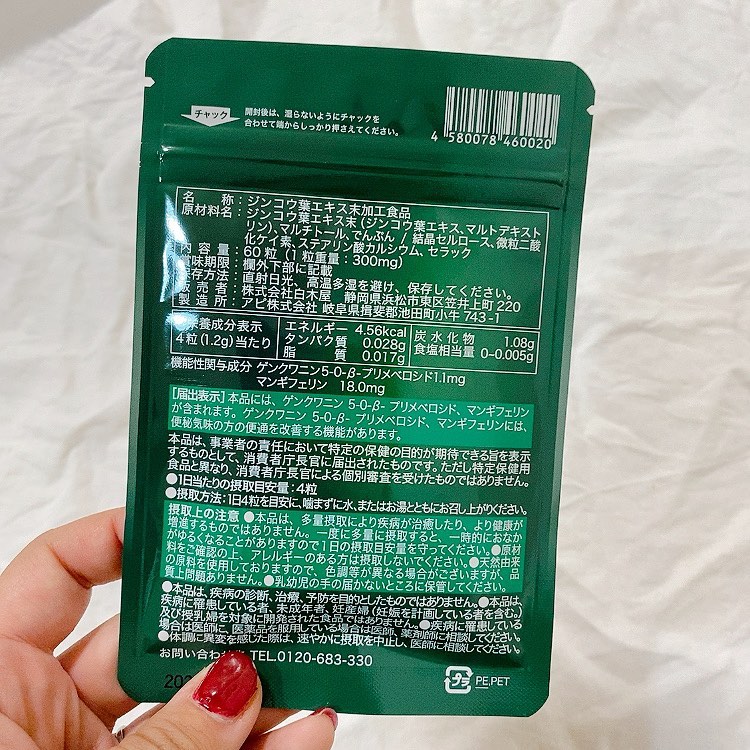 チャック
開封後は、湿らないようにチャックを
合わせて端からしっかり押さえてください。
4 580078 460020
名称：ジンコウ葉エキス末加工食品
原材料名：ジンコウ葉エキス末（ジンコウ葉エキス、マルトデキスト
リン）、マルチトール、でんぷん / 結晶セルロース、微粒二酸
化ケイ素、ステアリン酸カルシウム、セラック
内容量：60粒（1粒重量：300mg）
賞味期限：欄外下部に記載
保存方法：直射日光、高温多湿を避け、保存してください。
販売者：株式会社白木屋 静岡県浜松市東区笠井上町220
製造所：アピ株式会社 岐阜県揖斐郡池田町小牛743-1
栄養成分表示
4粒(1.2g)当たり
エネルギー 4.56kcal
タンパク質 0.028g
脂質 0.017g
炭水化物 1.08g
食塩相当量 0–0.005g
機能性関与成分 ゲンクワニン5-O-β-プリメベロシド1.1mg
マンギフェリン 18.0mg
［届出表示］本品には、ゲンクワニン 5-O-β- プリメベロシド、マンギフェリン
が含まれます。ゲンクワニン 5-O-β- プリメベロシド、マンギフェリンには、
便秘気味の方の便通を改善する機能があります。
本品は、事業者の責任において特定の保健の目的が期待できる旨を表
示するものとして、消費者庁長官に届出されたものです。ただし特定保健用
食品と異なり、消費者庁長官による個別審査を受けたものではありません。
●1日当たりの摂取目安量：4粒
●摂取方法：1日4粒を目安に、噛まずに水、またはお湯とともにお召し上がりください。
摂取上の注意 ●本品は、多量摂取により疾病が治癒したり、より健康が
増進するものではありません。一度に多量に摂取すると、一時的におなか
がゆるくなることがありますので1日の摂取目安量を守ってください。●原材
料をご確認の上、アレルギーのある方は摂取しないでください。●天然由来
の原料を使用しておりますので、色調等が異なる場合がございますが、品
質上問題ありません。●乳幼児の手の届かないところに保管してください。
●本品は、疾病の診断、治療、予防を目的としたものではありません。●本品は、
疾病に罹患している者、未成年者、妊産婦（妊娠を計画している者を含む。）
及び授乳婦を対象に開発された食品ではありません。●疾病に罹患している
場合は医師に、医薬品を服用している場合は医師、薬剤師に相談してください。
●体調に異変を感じた際は、速やかに摂取を中止し、医師に相談してください。
お問い合わ TEL.0120-683-330
プラ PE,PET